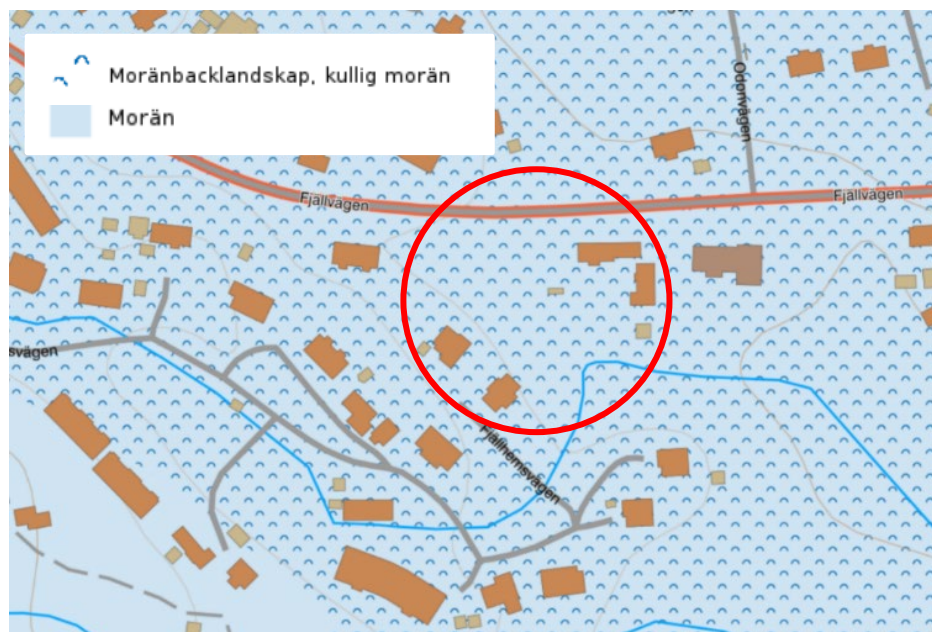 Moränbacklandskap, kullig morän
Morän
Odonvägen
Fjällvägen
Fjällvägen
svägen
Fjällhemsvägen